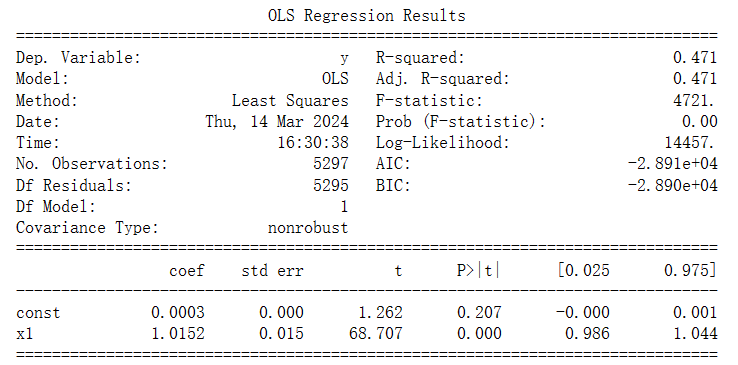 OLS Regression Results
==============================================================================
Dep. Variable:                      y   R-squared:                       0.471
Model:                            OLS   Adj. R-squared:                  0.471
Method:                 Least Squares   F-statistic:                     4721.
Date:                Thu, 14 Mar 2024   Prob (F-statistic):               0.00
Time:                        16:30:38   Log-Likelihood:                 14457.
No. Observations:                5297   AIC:                        -2.891e+04
Df Residuals:                    5295   BIC:                        -2.890e+04
Df Model:                           1
Covariance Type:            nonrobust
==============================================================================
                 coef    std err          t      P>|t|      [0.025      0.975]
------------------------------------------------------------------------------
const          0.0003      0.000      1.262      0.207      -0.000       0.001
x1             1.0152      0.015     68.707      0.000       0.986       1.044
==============================================================================